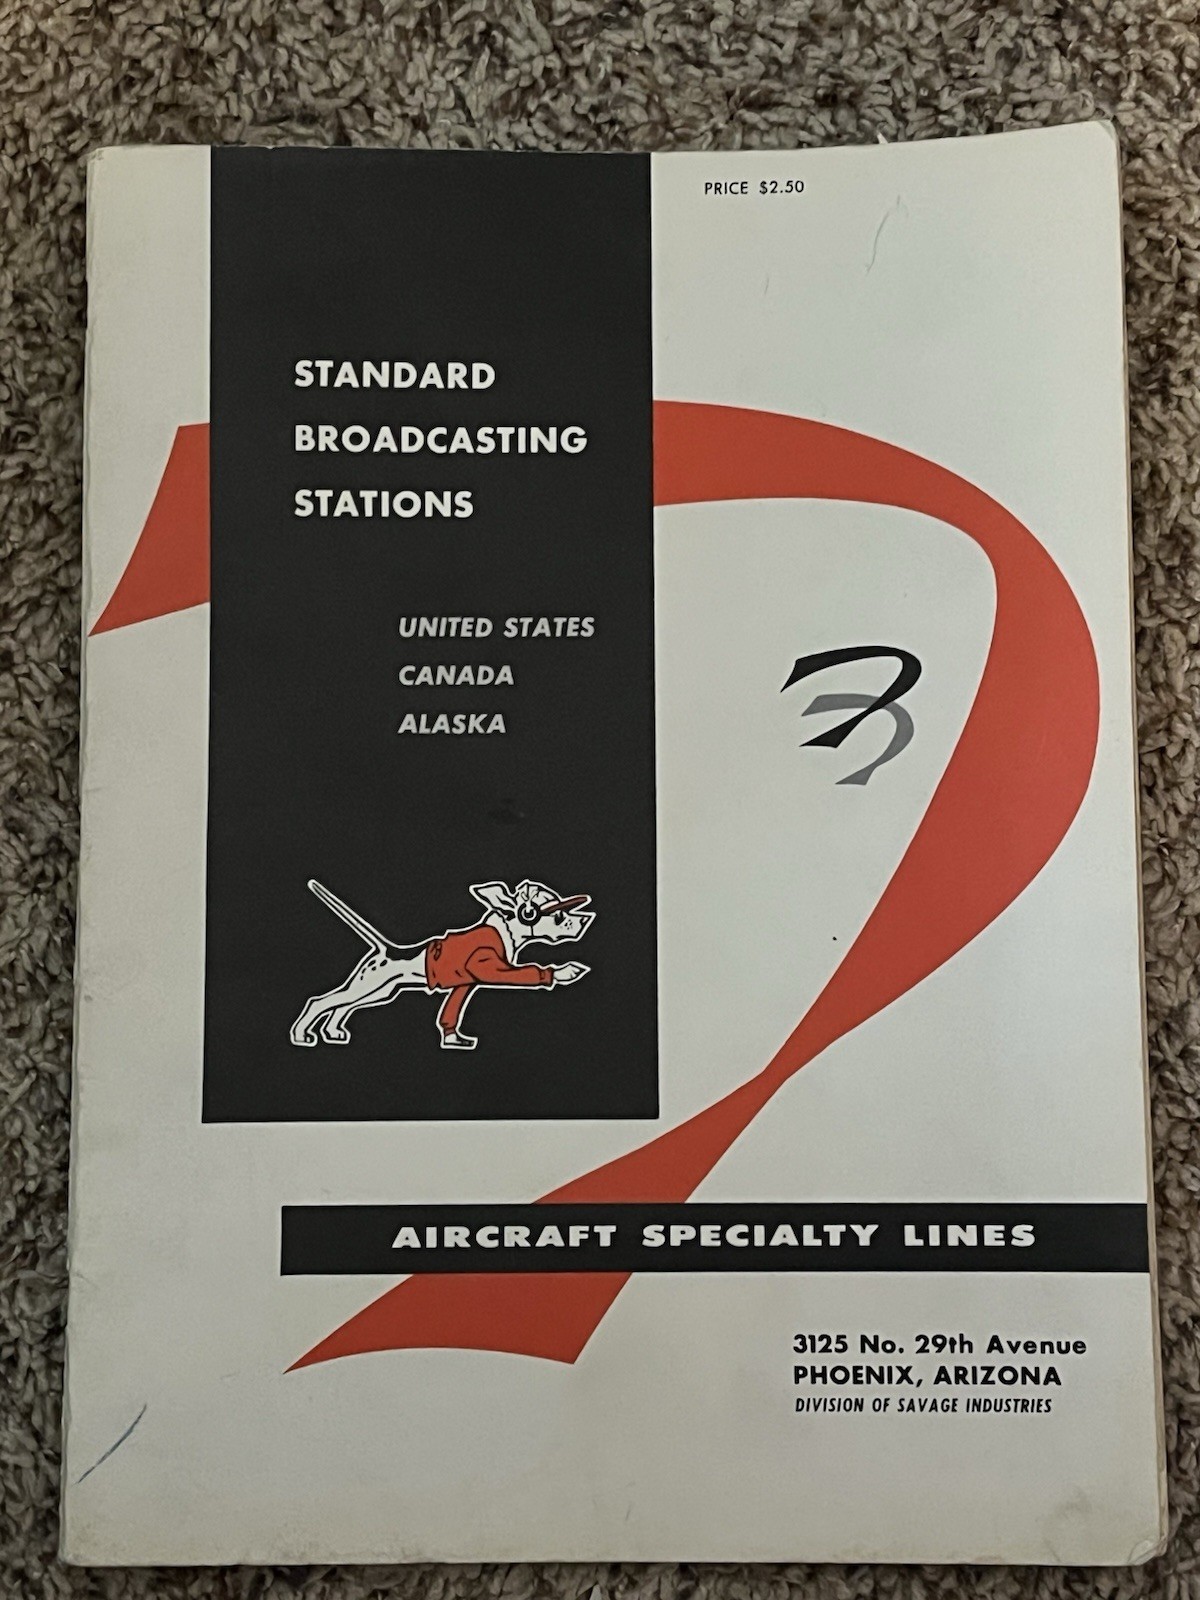 PRICE $2.50
STANDARD
BROADCASTING
STATIONS
UNITED STATES
CANADA
ALASKA
AIRCRAFT SPECIALTY LINES
3125 No. 29th Avenue
PHOENIX, ARIZONA
DIVISION OF SAVAGE INDUSTRIES